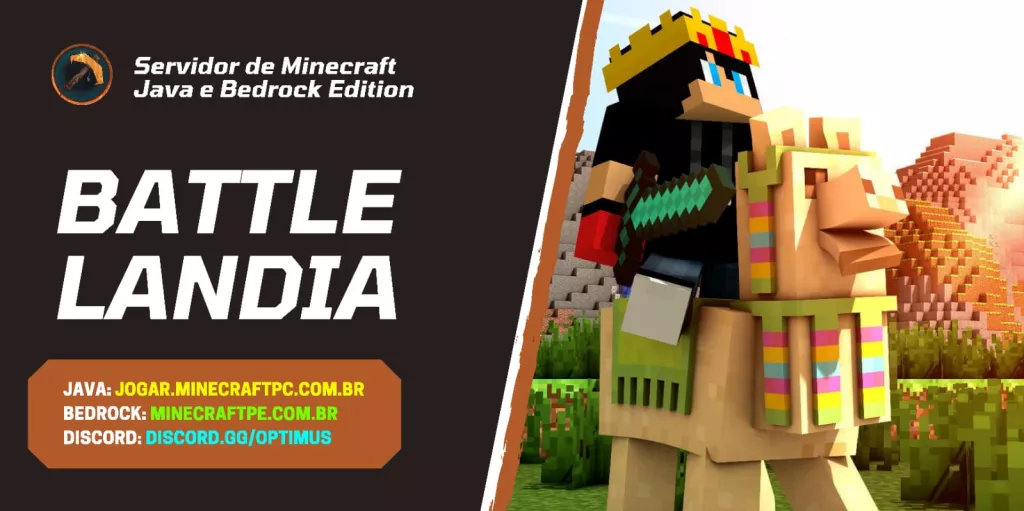 Servidor de Minecraft
Java e Bedrock Edition
BATTLE
LANDIA
JAVA: JOGAR.MINECRAFTPC.COM.BR
BEDROCK: MINECRAFTPE.COM.BR
DISCORD: DISCORD.GG/OPTIMUS